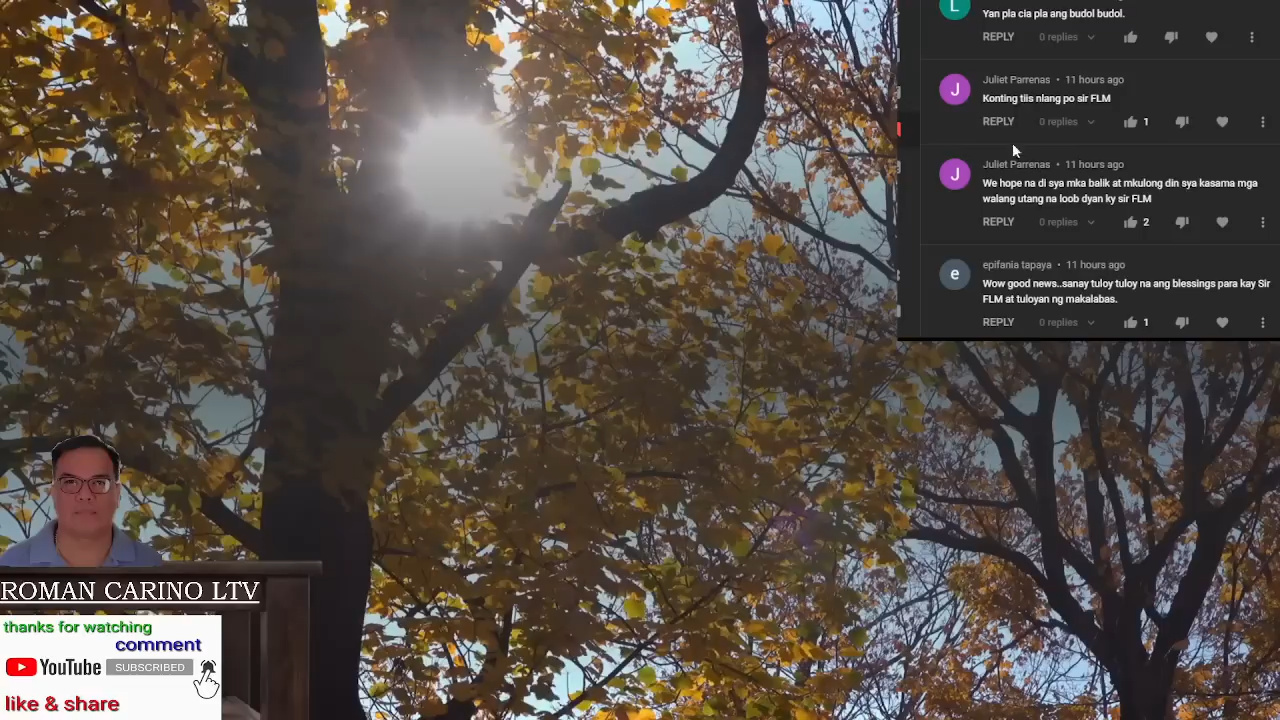 L
Yan pla cia pla ang budol budol.
REPLY 0 replies
J
Juliet Parrenas • 11 hours ago
Konting tiis nlang po sir FLM
REPLY 0 replies 1
J
Juliet Parrenas • 11 hours ago
We hope na di sya mka balik at mkulong din sya kasama mga
walang utang na loob dyan ky sir FLM
REPLY 0 replies 2
e
epifania tapaya • 11 hours ago
Wow good news..sanay tuloy tuloy na ang blessings para kay Sir
FLM at tuloyan ng makalabas.
REPLY 0 replies 1
ROMAN CARINO LTV
thanks for watching
comment
YouTube SUBSCRIBED
like & share